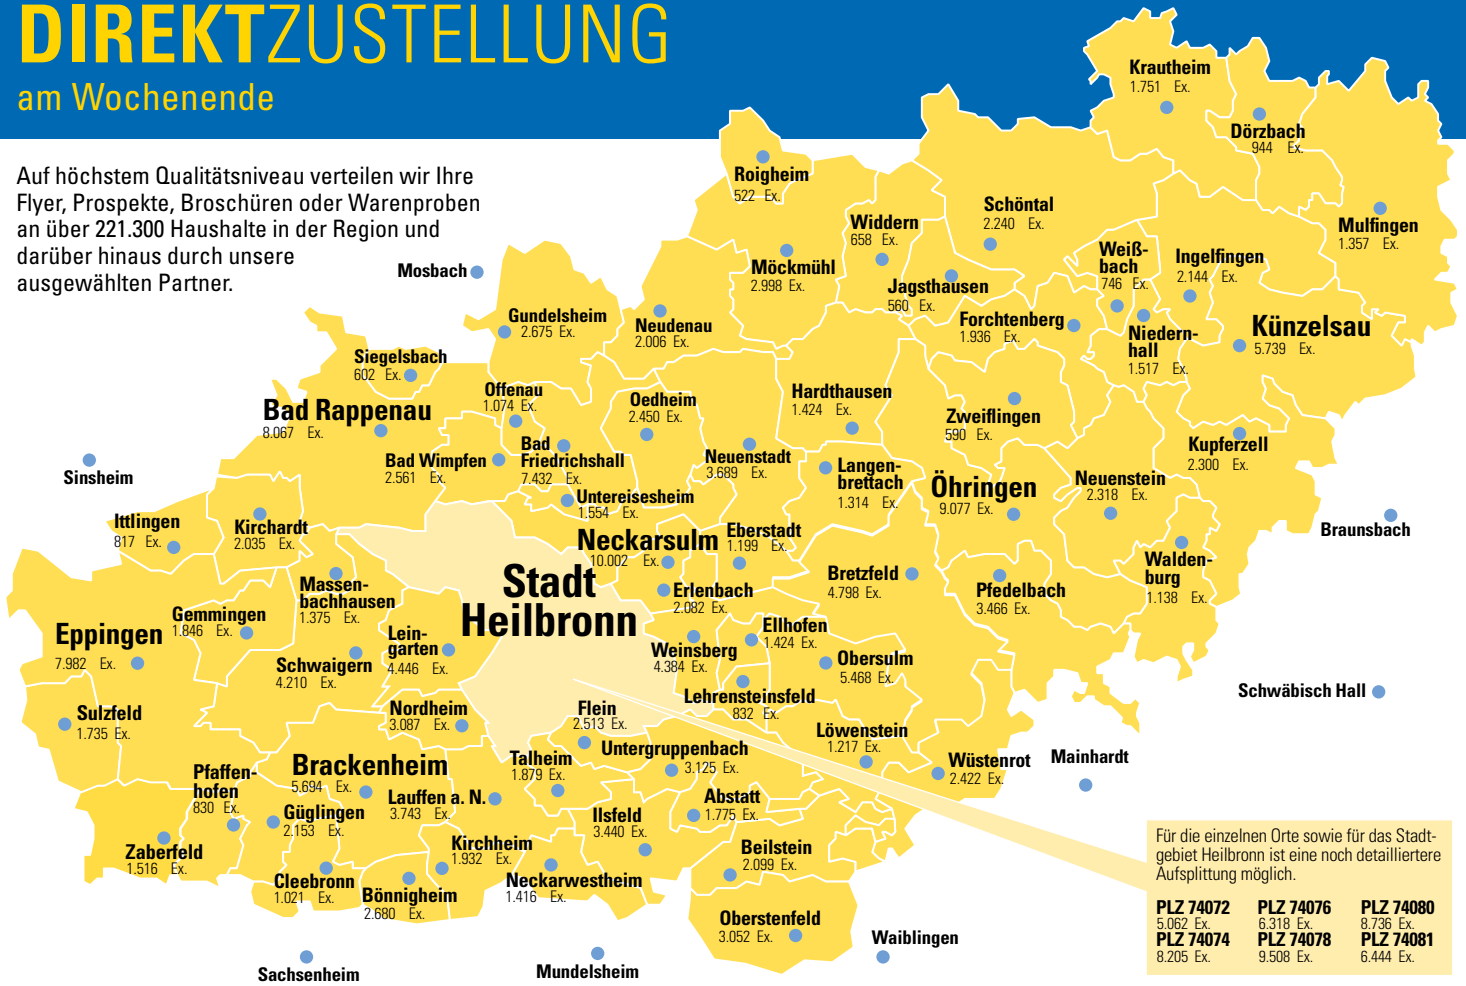 DIREKTZUSTELLUNG
am Wochenende
Auf höchstem Qualitätsniveau verteilen wir Ihre
Flyer, Prospekte, Broschüren oder Warenproben
an über 221.300 Haushalte in der Region und
darüber hinaus durch unsere
ausgewählten Partner.
Krautheim
1.751 Ex.
Dörzbach
944 Ex.
Roigheim
522 Ex.
Schöntal
2.240 Ex.
Widdern
658 Ex.
Mulfingen
1.357 Ex.
Weiß-
bach
746 Ex.
Ingelfingen
2.144 Ex.
Mosbach
Möckmühl
2.998 Ex.
Jagsthausen
560 Ex.
Gundelsheim
2.675 Ex.
Neudenau
2.006 Ex.
Forchtenberg
1.936 Ex.
Niedern-
hall
1.517 Ex.
Künzelsau
5.739 Ex.
Siegelsbach
602 Ex.
Offenau
1.074 Ex.
Oedheim
2.450 Ex.
Hardthausen
1.424 Ex.
Bad Rappenau
8.067 Ex.
Zweiflingen
590 Ex.
Kupferzell
2.300 Ex.
Bad Wimpfen
2.561 Ex.
Bad
Friedrichshall
7.432 Ex.
Neuenstadt
3.689 Ex.
Langen-
brettach
1.314 Ex.
Öhringen
9.077 Ex.
Neuenstein
2.318 Ex.
Sinsheim
Untereisesheim
1.554 Ex.
Ittlingen
817 Ex.
Kirchardt
2.035 Ex.
Braunsbach
Neckarsulm
10.002 Ex.
Eberstadt
1.199 Ex.
Walden-
burg
1.138 Ex.
Massen-
bachhausen
1.375 Ex.
Stadt
Heilbronn
Erlenbach
2.082 Ex.
Bretzfeld
4.798 Ex.
Pfedelbach
3.466 Ex.
Gemmingen
1.846 Ex.
Eppingen
7.982 Ex.
Lein-
garten
4.446 Ex.
Ellhofen
1.424 Ex.
Weinsberg
4.384 Ex.
Obersulm
5.468 Ex.
Schwaigern
4.210 Ex.
Lehrensteinsfeld
832 Ex.
Schwäbisch Hall
Sulzfeld
1.735 Ex.
Nordheim
3.087 Ex.
Flein
2.513 Ex.
Löwenstein
1.217 Ex.
Untergruppenbach
3.125 Ex.
Wüstenrot
2.422 Ex.
Mainhardt
Brackenheim
5.694 Ex.
Talheim
1.879 Ex.
Pfaffen-
hofen
830 Ex.
Lauffen a. N.
3.743 Ex.
Abstatt
1.775 Ex.
Güglingen
2.153 Ex.
Ilsfeld
3.440 Ex.
Zaberfeld
1.516 Ex.
Kirchheim
1.932 Ex.
Beilstein
2.099 Ex.
Cleebronn
1.021 Ex.
Bönnigheim
2.680 Ex.
Neckarwestheim
1.416 Ex.
Oberstenfeld
3.052 Ex.
Waiblingen
Sachsenheim
Mundelsheim
Für die einzelnen Orte sowie für das Stadt-
gebiet Heilbronn ist eine noch detailliertere
Aufsplittung möglich.
PLZ 74072 PLZ 74076 PLZ 74080
5.062 Ex. 6.318 Ex. 8.736 Ex.
PLZ 74074 PLZ 74078 PLZ 74081
8.205 Ex. 9.508 Ex. 6.444 Ex.